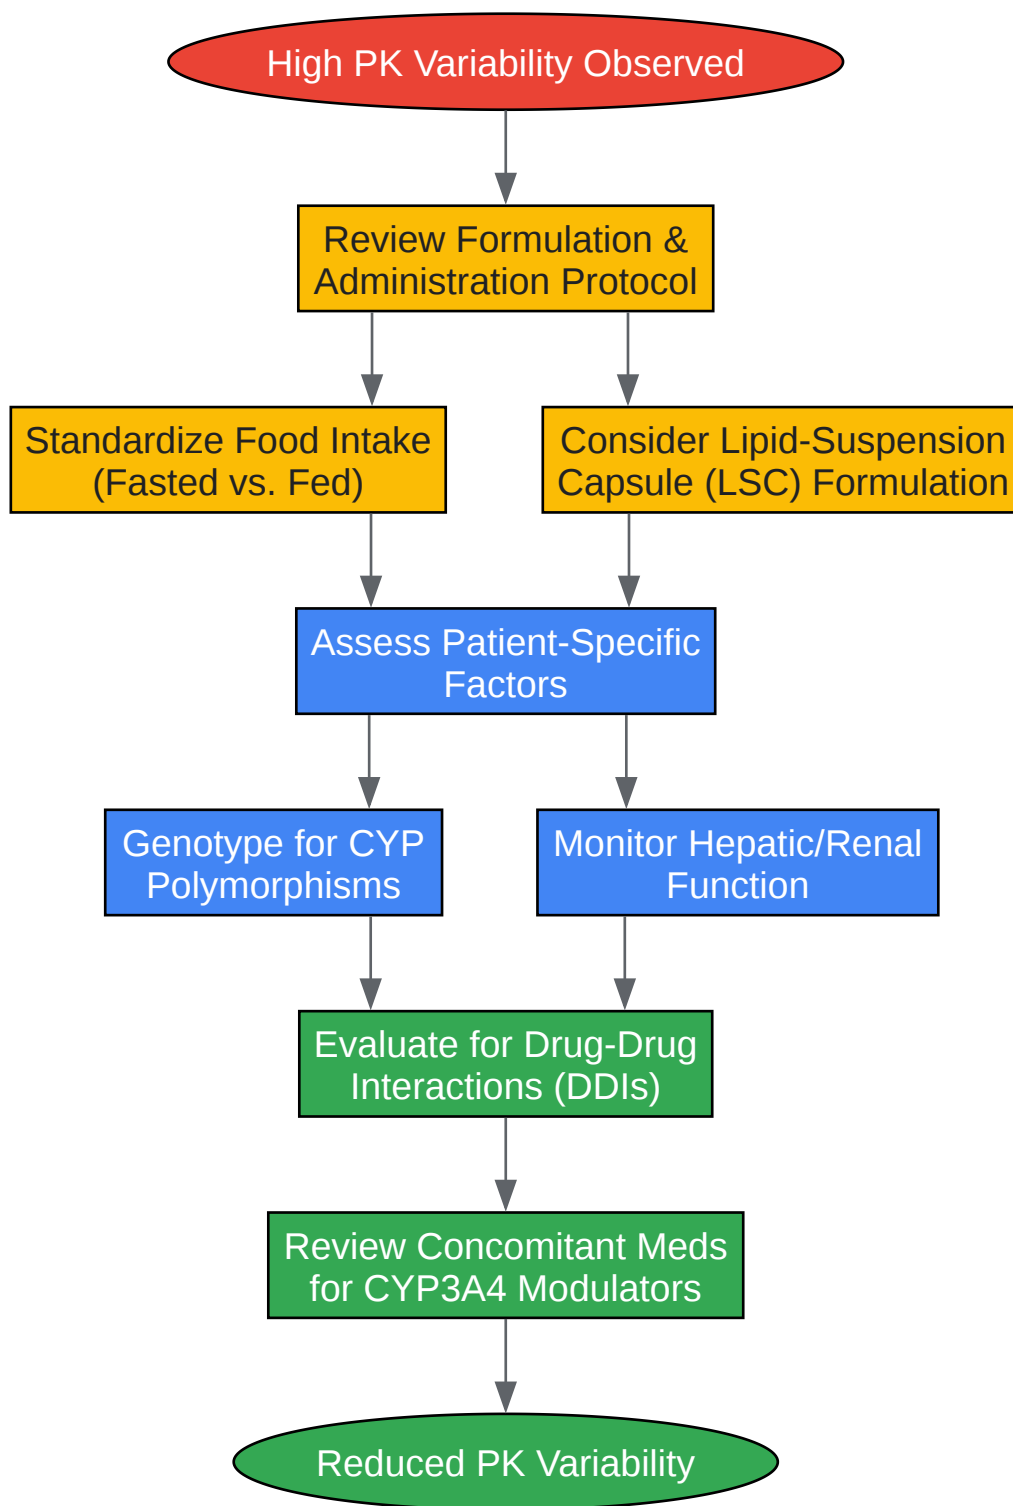 High PK Variability Observed
Review Formulation &
Administration Protocol
Standardize Food Intake
(Fasted vs. Fed)
Consider Lipid-Suspension
Capsule (LSC) Formulation
Assess Patient-Specific
Factors
Genotype for CYP
Polymorphisms
Monitor Hepatic/Renal
Function
Evaluate for Drug-Drug
Interactions (DDIs)
Review Concomitant Meds
for CYP3A4 Modulators
Reduced PK Variability